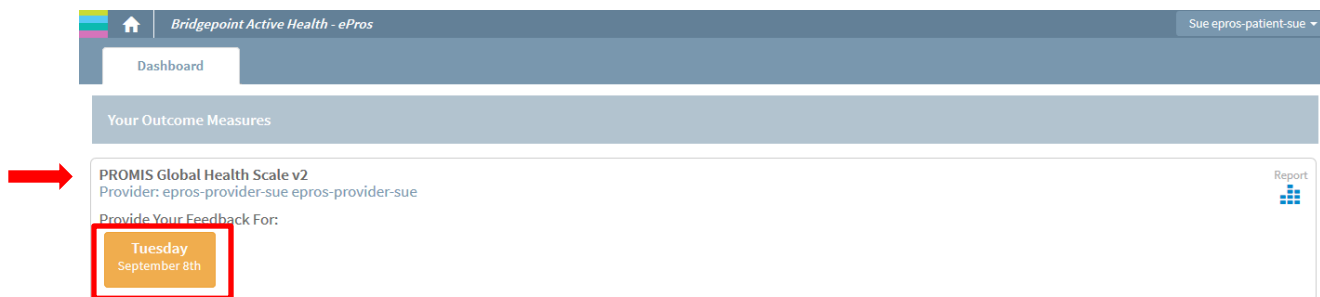 Bridgepoint Active Health - ePros
Sue epros-patient-sue
Dashboard
Your Outcome Measures
PROMIS Global Health Scale v2
Report
Provider: epros-provider-sue epros-provider-sue
Provide Your Feedback For:
Tuesday
September 8th